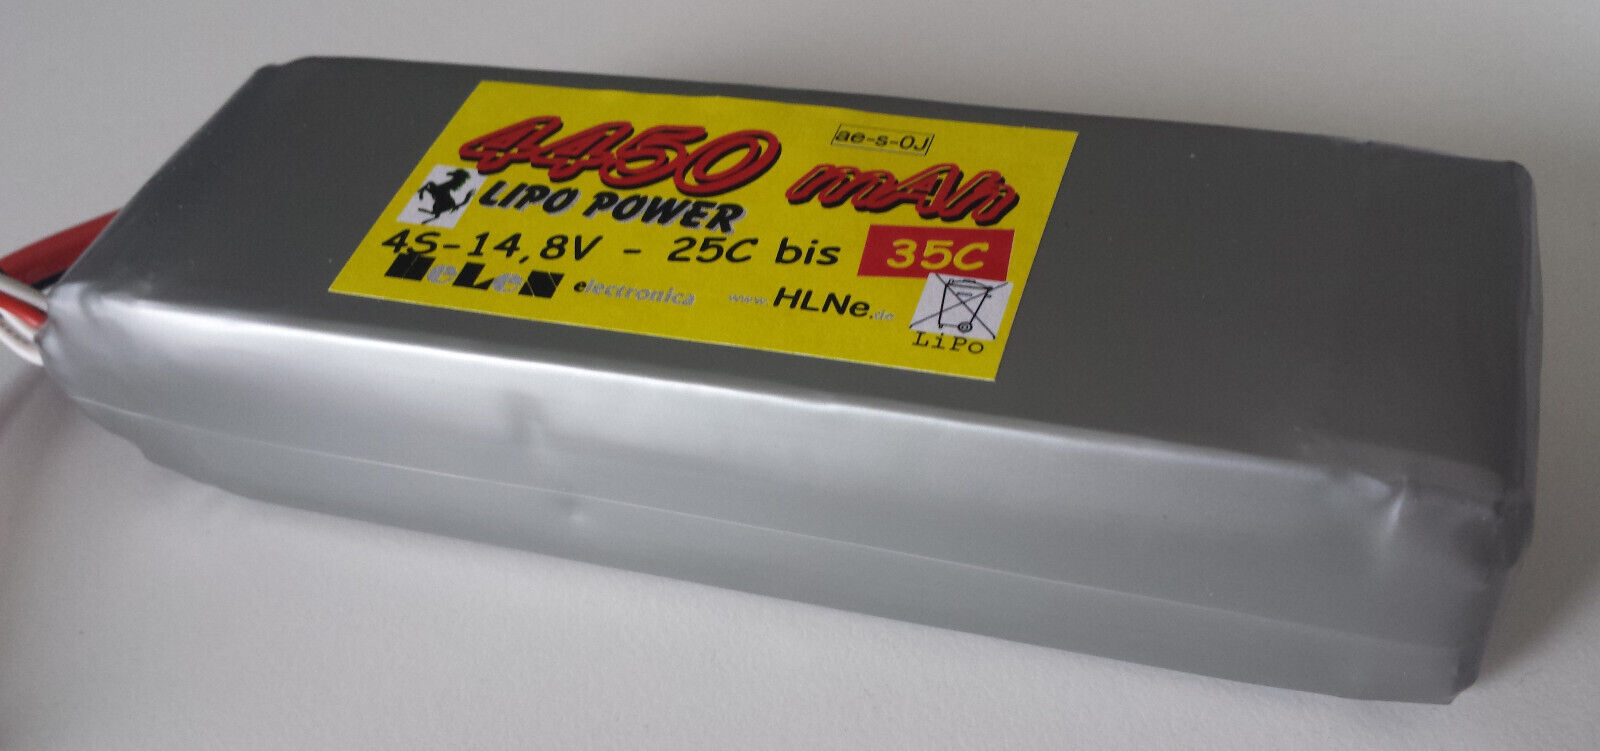 ae-s-0J
4450 mAh
LIPO POWER
4S-14,8V - 25C bis 35C
HeLeN electronica www.HLNe.de
LiPo